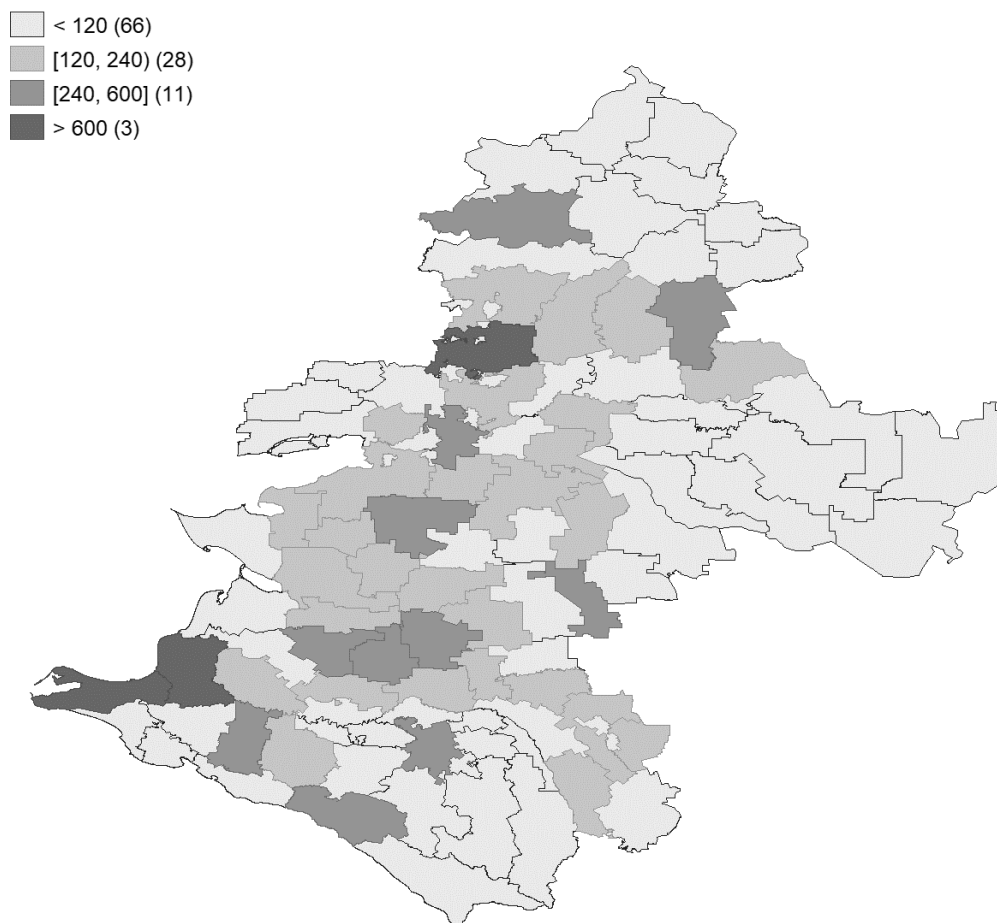 < 120 (66)
[120, 240) (28)
[240, 600] (11)
> 600 (3)